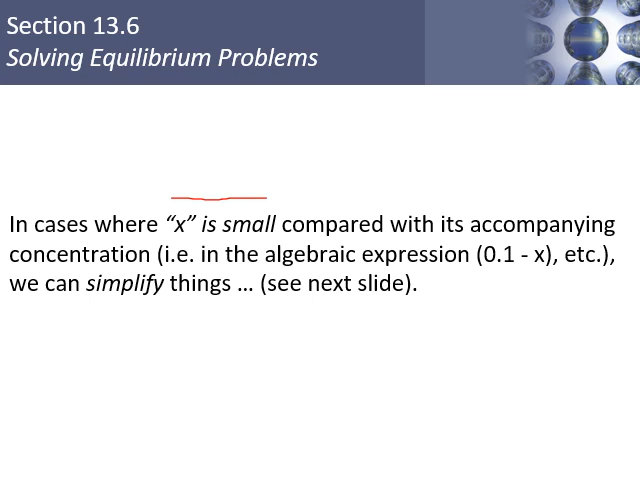 Section 13.6
Solving Equilibrium Problems
In cases where “x” is small compared with its accompanying
concentration (i.e. in the algebraic expression (0.1 - x), etc.),
we can simplify things … (see next slide).